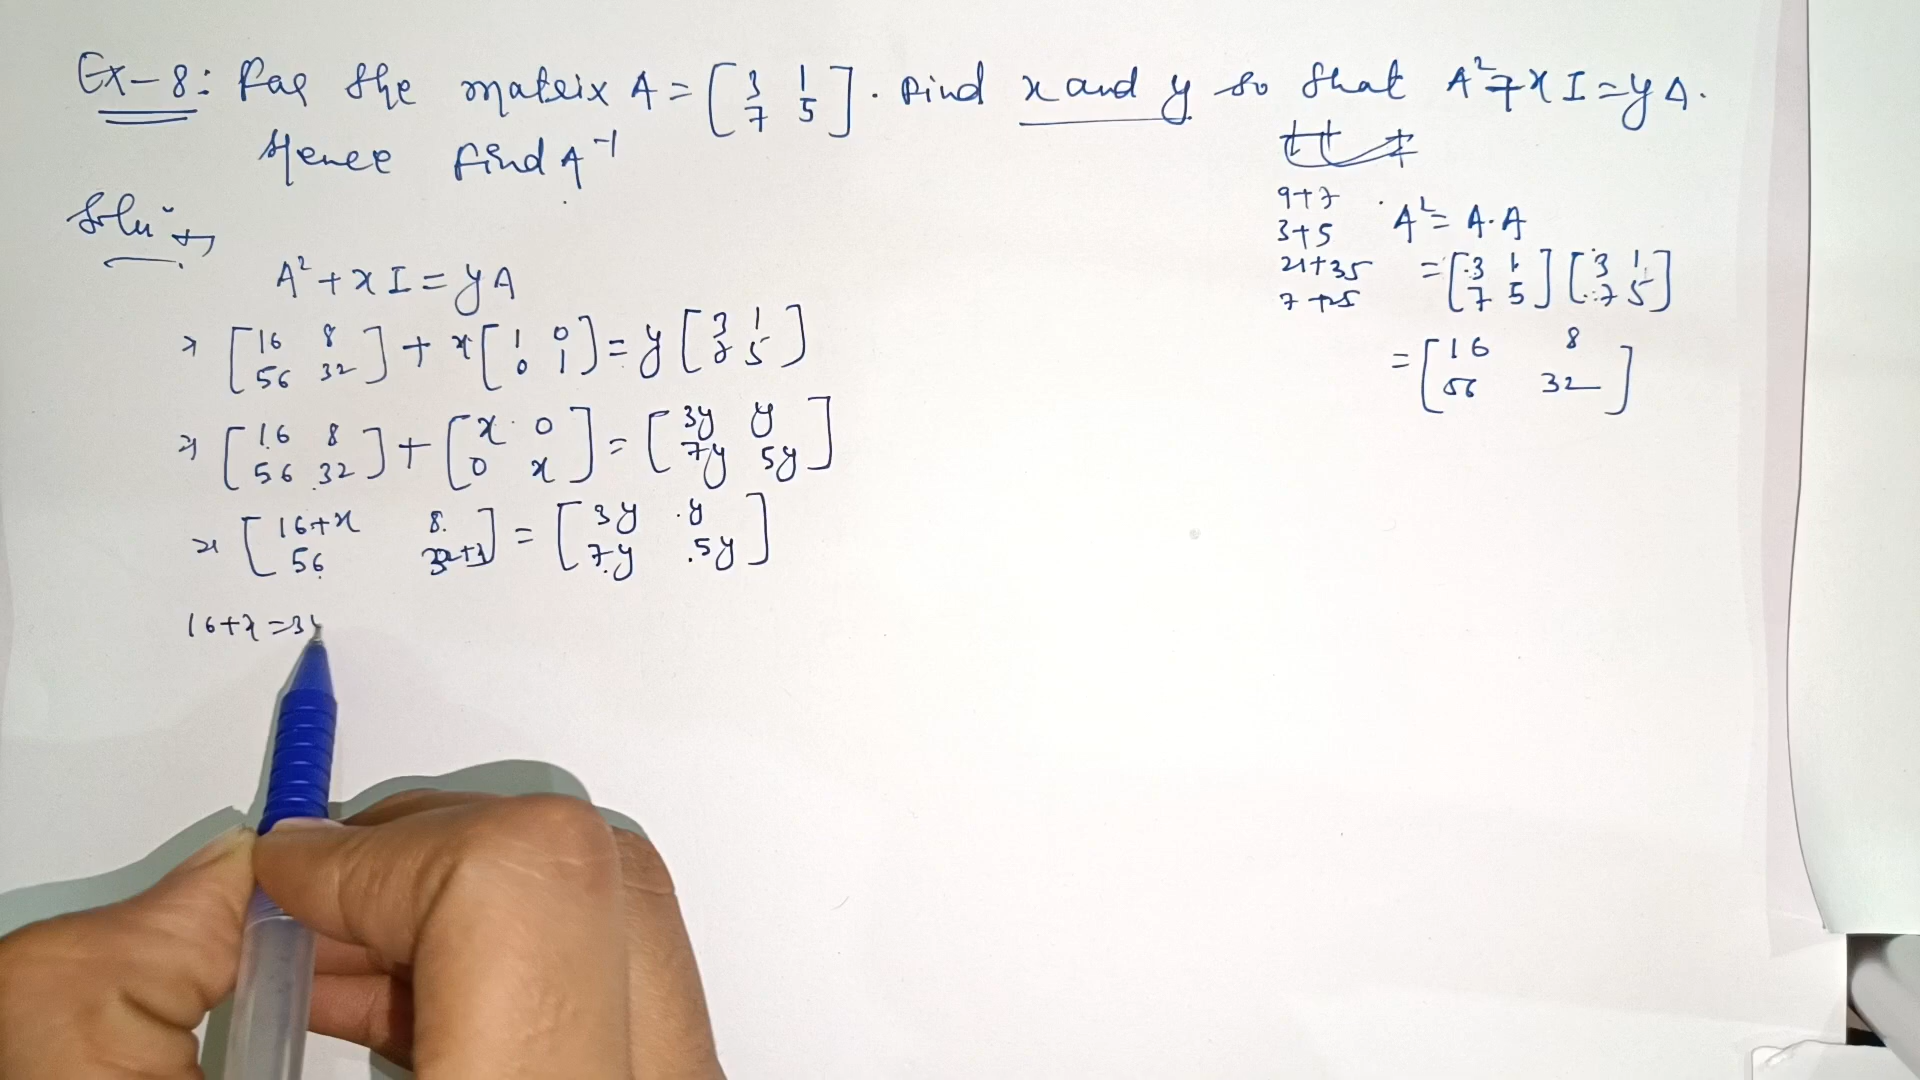 Ex-8: For the matrix A = [3 1 7 5]. Find x and y so that A²+xI=yA.
Hence find A⁻¹
A²+xI=yA
[16 8 56 32] + x[1 0 0 1] = y[3 1 7 5]
[16 8 56 32] + [x 0 0 x] = [3y y 7y 5y]
[16+x 8 56 32+x] = [3y y 7y 5y]
16+x=3y
9+7
3+5
21+35
7+25
A²= A.A
=[3 1 7 5][3 1 7 5]
=[16 8 56 32]